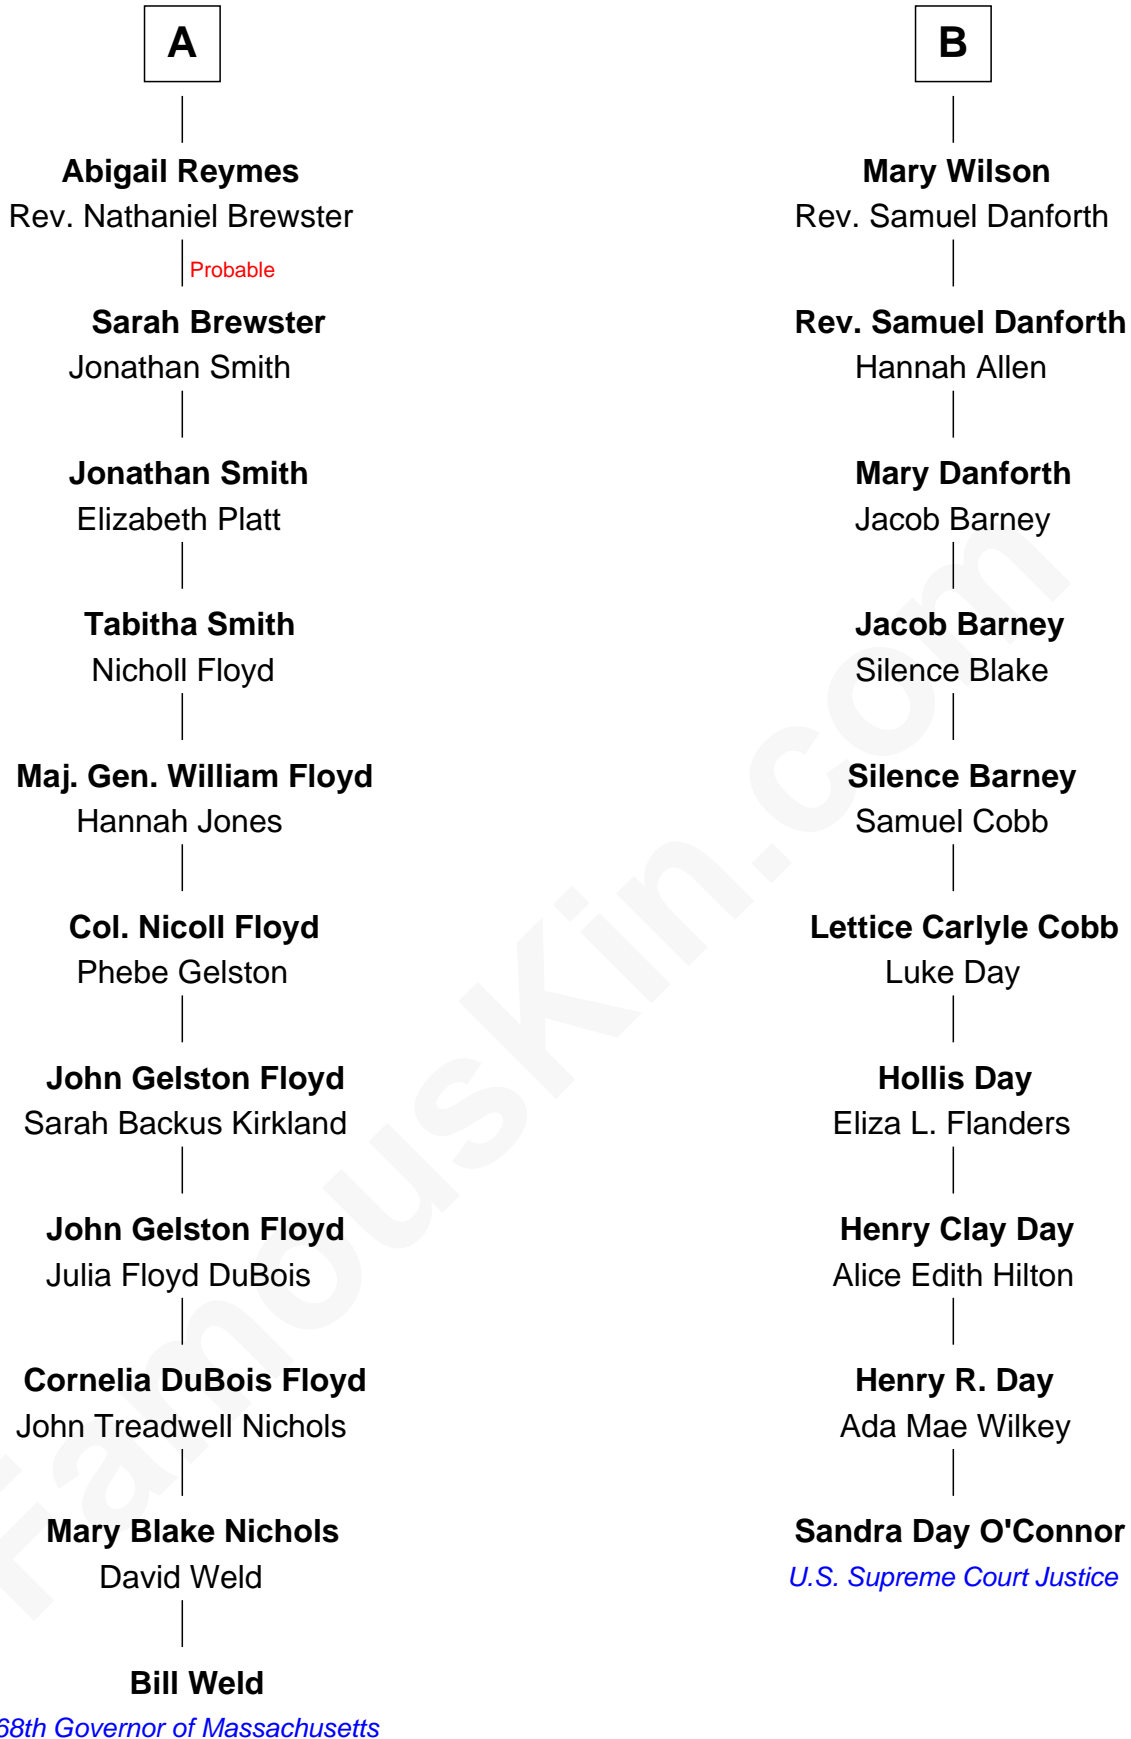 A
Abigail Reymes
Rev. Nathaniel Brewster
Probable
Sarah Brewster
Jonathan Smith
Jonathan Smith
Elizabeth Platt
Tabitha Smith
Nicholl Floyd
Maj. Gen. William Floyd
Hannah Jones
Col. Nicoll Floyd
Phebe Gelston
John Gelston Floyd
Sarah Backus Kirkland
John Gelston Floyd
Julia Floyd DuBois
Cornelia DuBois Floyd
John Treadwell Nichols
Mary Blake Nichols
David Weld
Bill Weld
68th Governor of Massachusetts
B
Mary Wilson
Rev. Samuel Danforth
Rev. Samuel Danforth
Hannah Allen
Mary Danforth
Jacob Barney
Jacob Barney
Silence Blake
Silence Barney
Samuel Cobb
Lettice Carlyle Cobb
Luke Day
Hollis Day
Eliza L. Flanders
Henry Clay Day
Alice Edith Hilton
Henry R. Day
Ada Mae Wilkey
Sandra Day O'Connor
U.S. Supreme Court Justice
FamousKin.com